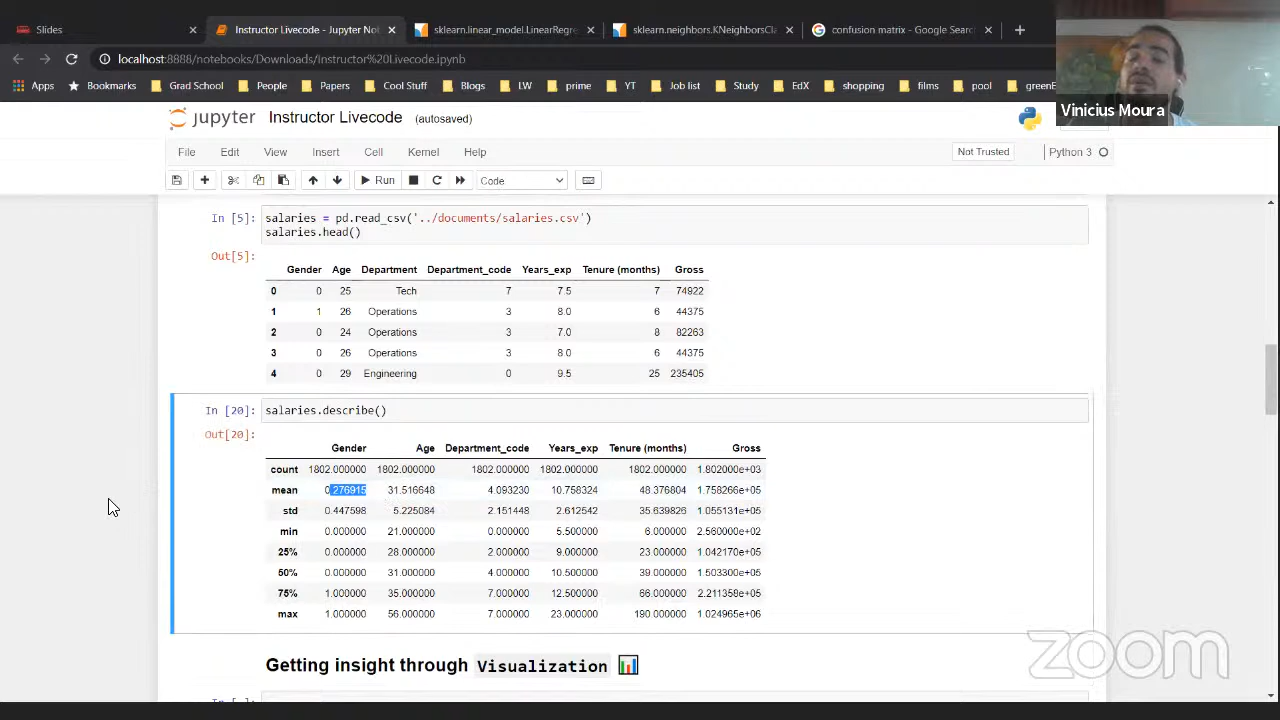 Slides
Instructor Livecode - Jupyter Not
sklearn.linear_model.LinearRegre
sklearn.neighbors.KNeighborsCla
confusion matrix - Google Search
localhost:8888/notebooks/Downloads/Instructor%20Livecode.ipynb
Apps Bookmarks Grad School People Papers Cool Stuff Blogs LW prime YT Job list Study EdX shopping films pool greenE
Vinicius Moura
jupyter Instructor Livecode (autosaved)
File Edit View Insert Cell Kernel Help Not Trusted Python 3
Run Code
In [5]: salaries = pd.read_csv('../documents/salaries.csv')
salaries.head()
Out[5]:
Gender Age Department Department_code Years_exp Tenure (months) Gross
0 0 25 Tech 7 7.5 7 74922
1 1 26 Operations 3 8.0 6 44375
2 0 24 Operations 3 7.0 8 82263
3 0 26 Operations 3 8.0 6 44375
4 0 29 Engineering 0 9.5 25 235405
In [20]: salaries.describe()
Out[20]:
Gender Age Department_code Years_exp Tenure (months) Gross
count 1802.000000 1802.000000 1802.000000 1802.000000 1802.000000 1.802000e+03
mean 0.276915 31.516648 4.093230 10.758324 48.376804 1.758266e+05
std 0.447598 5.225084 2.151448 2.612542 35.639826 1.055131e+05
min 0.000000 21.000000 0.000000 5.500000 6.000000 2.560000e+02
25% 0.000000 28.000000 2.000000 9.000000 23.000000 1.042170e+05
50% 0.000000 31.000000 4.000000 10.500000 39.000000 1.503300e+05
75% 1.000000 35.000000 7.000000 12.500000 66.000000 2.211358e+05
max 1.000000 56.000000 7.000000 23.000000 190.000000 1.024965e+06
Getting insight through Visualization
zoom